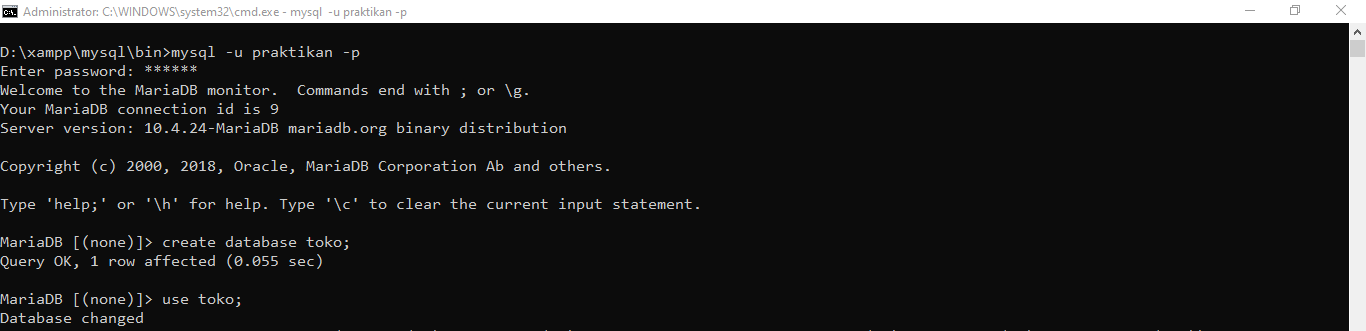 Administrator: C:\WINDOWS\system32\cmd.exe - mysql -u praktikan -p
D:\xampp\mysql\bin>mysql -u praktikan -p
Enter password: ******
Welcome to the MariaDB monitor.  Commands end with ; or \g.
Your MariaDB connection id is 9
Server version: 10.4.24-MariaDB mariadb.org binary distribution
Copyright (c) 2000, 2018, Oracle, MariaDB Corporation Ab and others.
Type 'help;' or '\h' for help. Type '\c' to clear the current input statement.
MariaDB [(none)]> create database toko;
Query OK, 1 row affected (0.055 sec)
MariaDB [(none)]> use toko;
Database changed